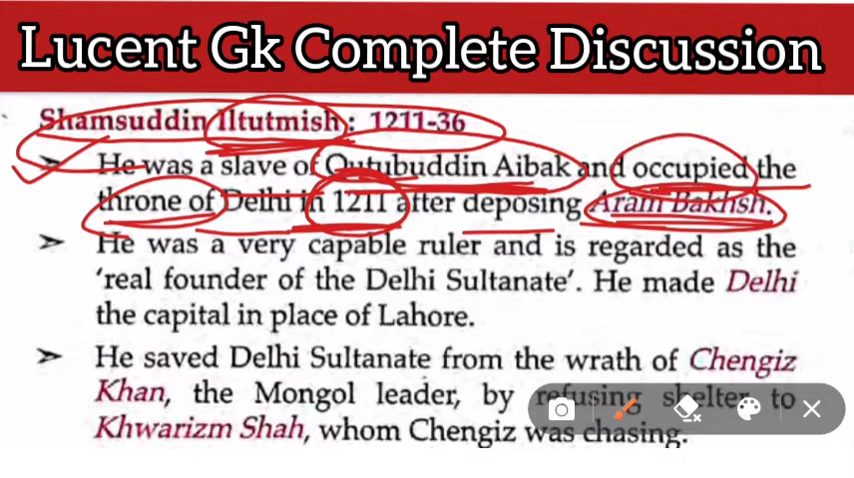 Lucent Gk Complete Discussion
Shamsuddin Iltutmish : 1211-36
➤ He was a slave of Qutubuddin Aibak and occupied the
throne of Delhi in 1211 after deposing Aram Bakhsh.
➤ He was a very capable ruler and is regarded as the
'real founder of the Delhi Sultanate'. He made Delhi
the capital in place of Lahore.
➤ He saved Delhi Sultanate from the wrath of Chengiz
Khan, the Mongol leader, by refusing shelter to
Khwarizm Shah, whom Chengiz was chasing.